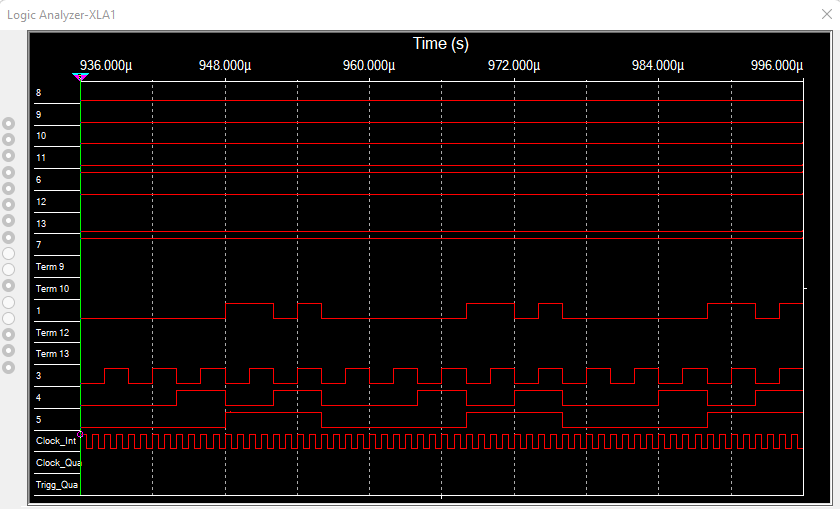 Logic Analyzer-XLA1
Time (s)
936.000µ 948.000µ 960.000µ 972.000µ 984.000µ 996.000µ
8
9
10
11
6
12
13
7
Term 9
Term 10
1
Term 12
Term 13
3
4
5
Clock_Int
Clock_Qua
Trigg_Qua